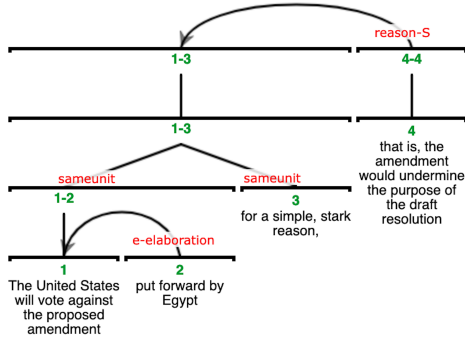 reason-S
1-3
4-4
1-3
4
that is, the
amendment
would undermine
the purpose of
the draft
resolution
sameunit
sameunit
1-2
3
for a simple, stark
reason,
e-elaboration
1
2
The United States
will vote against
the proposed
amendment
put forward by
Egypt